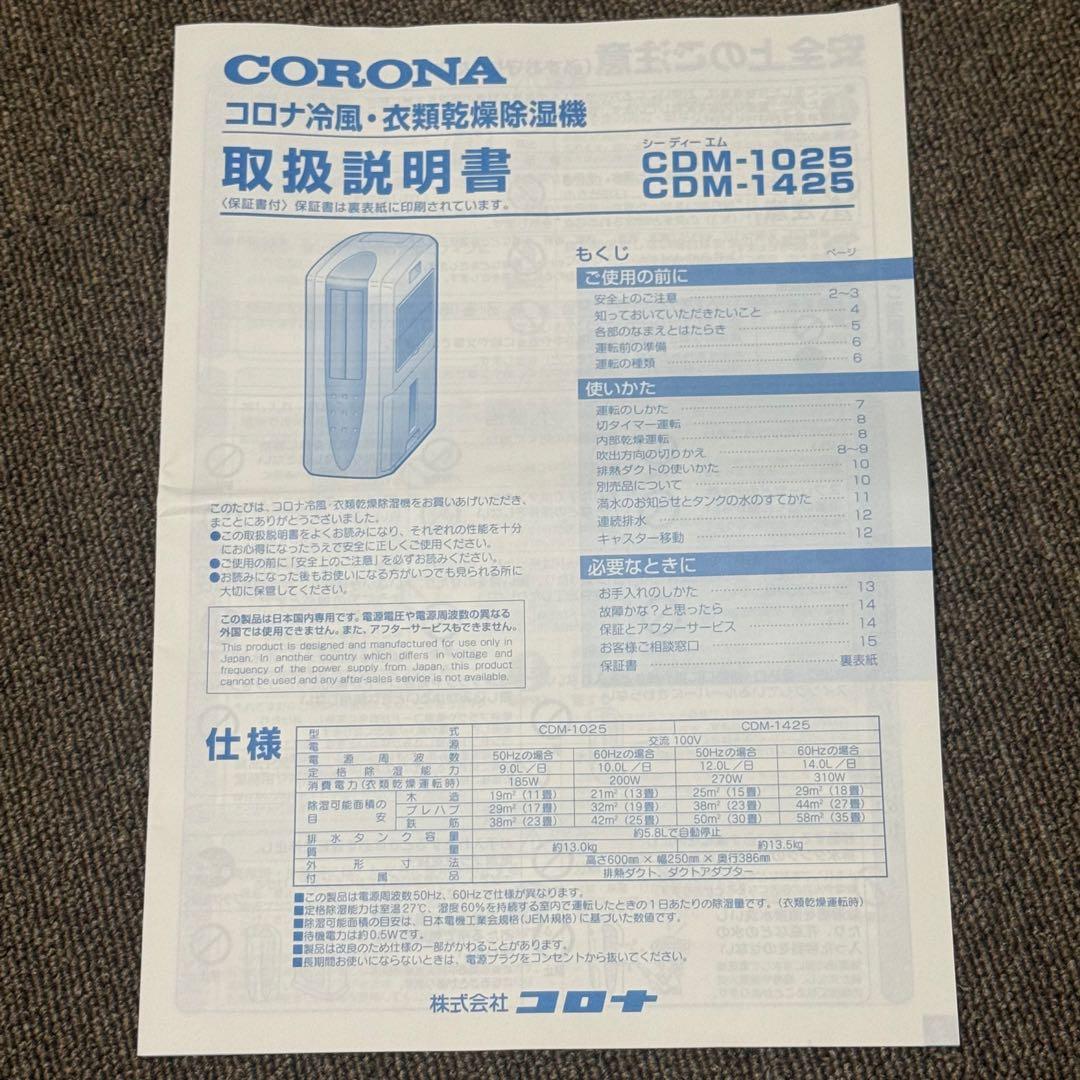 CORONA
コロナ冷風・衣類乾燥除湿機
取扱説明書
〈保証書付〉保証書は裏表紙に印刷されています。
シー ディー エム
CDM-1025
CDM-1425
もくじ ページ
ご使用の前に
安全上のご注意 2〜3
知っておいていただきたいこと 4
各部のなまえとはたらき 5
運転前の準備 6
運転の種類 6
使いかた
運転のしかた 7
切タイマー運転 8
内部乾燥運転 8
吹出方向の切りかえ 8〜9
排熱ダクトの使いかた 10
別売品について 10
満水のお知らせとタンクの水のすてかた 11
連続排水 12
キャスター移動 12
必要なときに
お手入れのしかた 13
故障かな?と思ったら 14
保証とアフターサービス 14
お客様ご相談窓口 15
保証書 裏表紙
このたびは、コロナ冷風・衣類乾燥除湿機をお買いあげいただき、
まことにありがとうございました。
●この取扱説明書をよくお読みになり、それぞれの性能を十分
にお心得になったうえで安全に正しくご使用ください。
●ご使用の前に「安全上のご注意」を必ずお読みください。
●お読みになった後もお使いになる方がいつでも見られる所に
大切に保管してください。
この製品は日本国内専用です。電源電圧や電源周波数の異なる
外国では使用できません。また、アフターサービスもできません。
This product is designed and manufactured for use only in
Japan. In another country which differs in voltage and
frequency of the power supply from Japan, this product
cannot be used and any after-sales service is not available.
仕様
型式 CDM-1025 CDM-1425
電源 交流 100V
電源周波数 50Hzの場合 60Hzの場合 50Hzの場合 60Hzの場合
定格除湿能力 9.0L/日 10.0L/日 12.0L/日 14.0L/日
消費電力(衣類乾燥運転時) 185W 200W 270W 310W
除湿可能面積の目安 木造 19m²(11畳) 21m²(13畳) 25m²(15畳) 29m²(18畳)
プレハブ 29m²(17畳) 32m²(19畳) 38m²(23畳) 44m²(27畳)
鉄筋 38m²(23畳) 42m²(25畳) 50m²(30畳) 58m²(35畳)
排水タンク容量 約5.8Lで自動停止
質量 約13.0kg 約13.5kg
外形寸法 高さ600mm×幅250mm×奥行386mm
付属品 排熱ダクト、ダクトアダプター
■この製品は電源周波数50Hz、60Hzで仕様が異なります。
■定格除湿能力は室温27℃、湿度60%を持続する室内で運転したときの1日あたりの除湿量です。(衣類乾燥運転時)
■除湿可能面積の目安は、日本電機工業会規格(JEM規格)に基づいた数値です。
■待機電力は約0.5Wです。
■製品は改良のため仕様の一部がかわることがあります。
■長期間お使いにならないときは、電源プラグをコンセントから抜いてください。
株式会社 コロナ